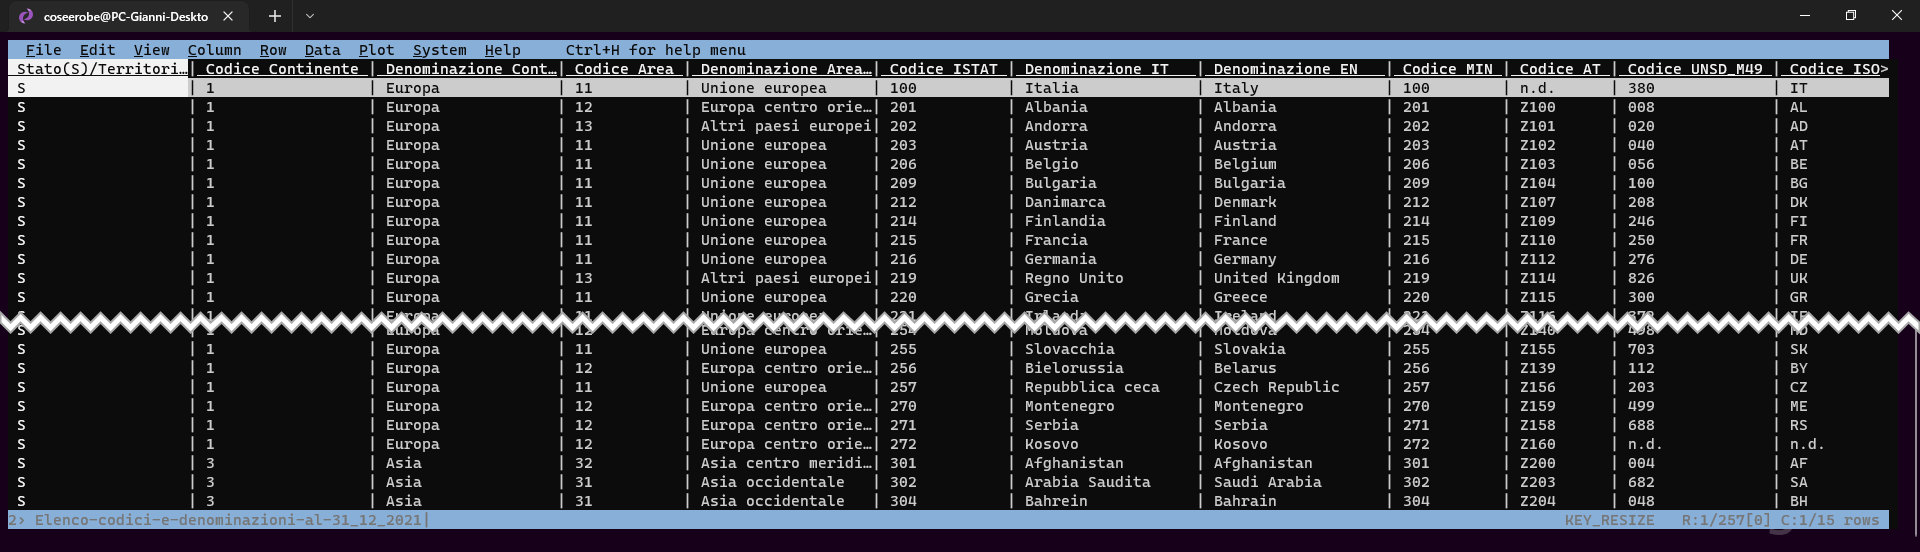 coseerobe@PC-Gianni-Deskto
File Edit View Column Row Data Plot System Help Ctrl+H for help menu
Stato(S)/Territori…| Codice Continente | Denominazione Cont…| Codice Area | Denominazione Area…| Codice ISTAT | Denominazione IT | Denominazione EN | Codice MIN | Codice AT | Codice UNSD_M49 | Codice ISO>
S | 1 | Europa | 11 | Unione europea | 100 | Italia | Italy | 100 | n.d. | 380 | IT
S | 1 | Europa | 12 | Europa centro orie…| 201 | Albania | Albania | 201 | Z100 | 008 | AL
S | 1 | Europa | 13 | Altri paesi europei| 202 | Andorra | Andorra | 202 | Z101 | 020 | AD
S | 1 | Europa | 11 | Unione europea | 203 | Austria | Austria | 203 | Z102 | 040 | AT
S | 1 | Europa | 11 | Unione europea | 206 | Belgio | Belgium | 206 | Z103 | 056 | BE
S | 1 | Europa | 11 | Unione europea | 209 | Bulgaria | Bulgaria | 209 | Z104 | 100 | BG
S | 1 | Europa | 11 | Unione europea | 212 | Danimarca | Denmark | 212 | Z107 | 208 | DK
S | 1 | Europa | 11 | Unione europea | 214 | Finlandia | Finland | 214 | Z109 | 246 | FI
S | 1 | Europa | 11 | Unione europea | 215 | Francia | France | 215 | Z110 | 250 | FR
S | 1 | Europa | 11 | Unione europea | 216 | Germania | Germany | 216 | Z112 | 276 | DE
S | 1 | Europa | 13 | Altri paesi europei| 219 | Regno Unito | United Kingdom | 219 | Z114 | 826 | UK
S | 1 | Europa | 11 | Unione europea | 220 | Grecia | Greece | 220 | Z115 | 300 | GR
S | 1 | Europa | 11 | Unione europea | 255 | Slovacchia | Slovakia | 255 | Z155 | 703 | SK
S | 1 | Europa | 12 | Europa centro orie…| 256 | Bielorussia | Belarus | 256 | Z139 | 112 | BY
S | 1 | Europa | 11 | Unione europea | 257 | Repubblica ceca | Czech Republic | 257 | Z156 | 203 | CZ
S | 1 | Europa | 12 | Europa centro orie…| 270 | Montenegro | Montenegro | 270 | Z159 | 499 | ME
S | 1 | Europa | 12 | Europa centro orie…| 271 | Serbia | Serbia | 271 | Z158 | 688 | RS
S | 1 | Europa | 12 | Europa centro orie…| 272 | Kosovo | Kosovo | 272 | Z160 | n.d. | n.d.
S | 3 | Asia | 32 | Asia centro meridi…| 301 | Afghanistan | Afghanistan | 301 | Z200 | 004 | AF
S | 3 | Asia | 31 | Asia occidentale | 302 | Arabia Saudita | Saudi Arabia | 302 | Z203 | 682 | SA
S | 3 | Asia | 31 | Asia occidentale | 304 | Bahrein | Bahrain | 304 | Z204 | 048 | BH
2› Elenco-codici-e-denominazioni-al-31_12_2021| KEY_RESIZE R:1/257[0] C:1/15 rows